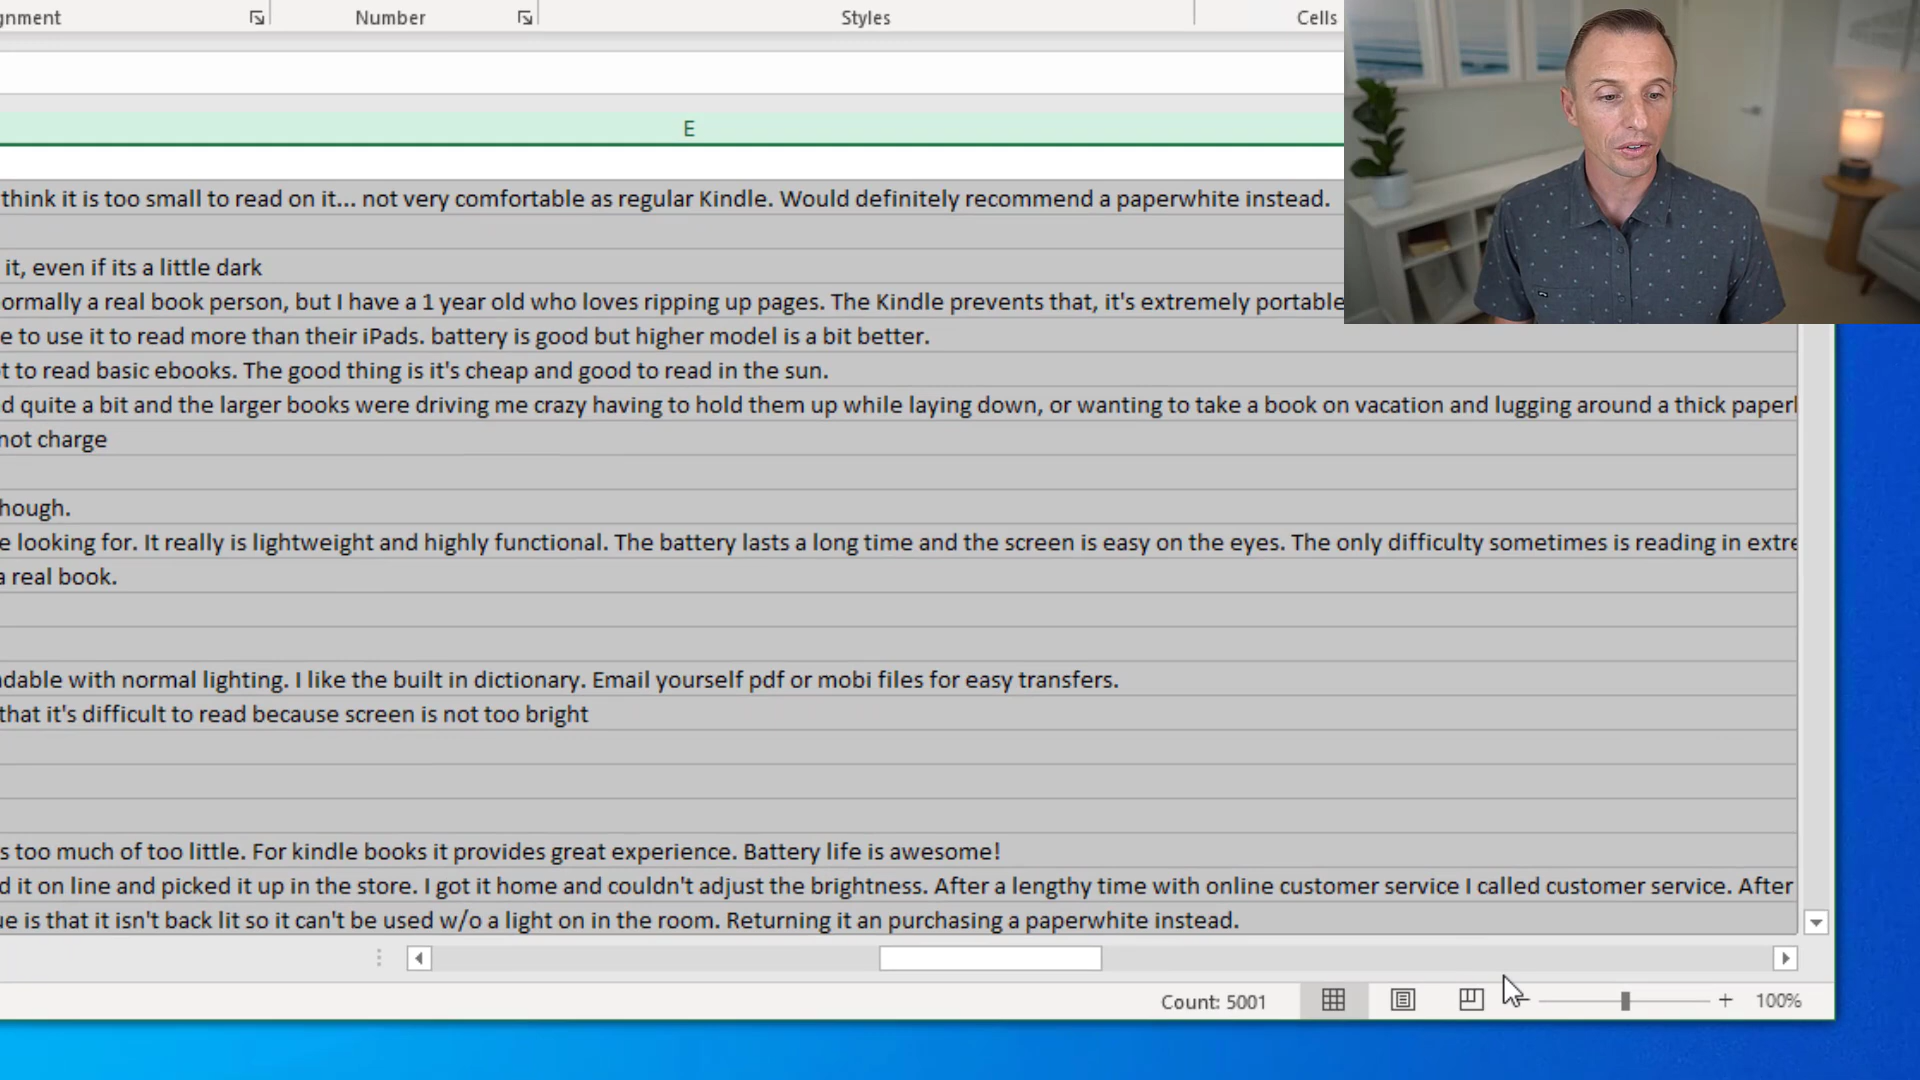 Number
Styles
Cells
E
think it is too small to read on it... not very comfortable as regular Kindle. Would definitely recommend a paperwhite instead.
it, even if its a little dark
a real book person, but I have a 1 year old who loves ripping up pages. The Kindle prevents that, it's extremely portable
to use it to read more than their iPads. battery is good but higher model is a bit better.
to read basic ebooks. The good thing is it's cheap and good to read in the sun.
quite a bit and the larger books were driving me crazy having to hold them up while laying down, or wanting to take a book on vacation and lugging around a thick
not charge
looking for. It really is lightweight and highly functional. The battery lasts a long time and the screen is easy on the eyes. The only difficulty sometimes is reading in
a real book.
with normal lighting. I like the built in dictionary. Email yourself pdf or mobi files for easy transfers.
that it's difficult to read because screen is not too bright
too much of too little. For kindle books it provides great experience. Battery life is awesome!
it on line and picked it up in the store. I got it home and couldn't adjust the brightness. After a lengthy time with online customer service I called customer service. After
is that it isn't back lit so it can't be used w/o a light on in the room. Returning it an purchasing a paperwhite instead.
Count: 5001
100%